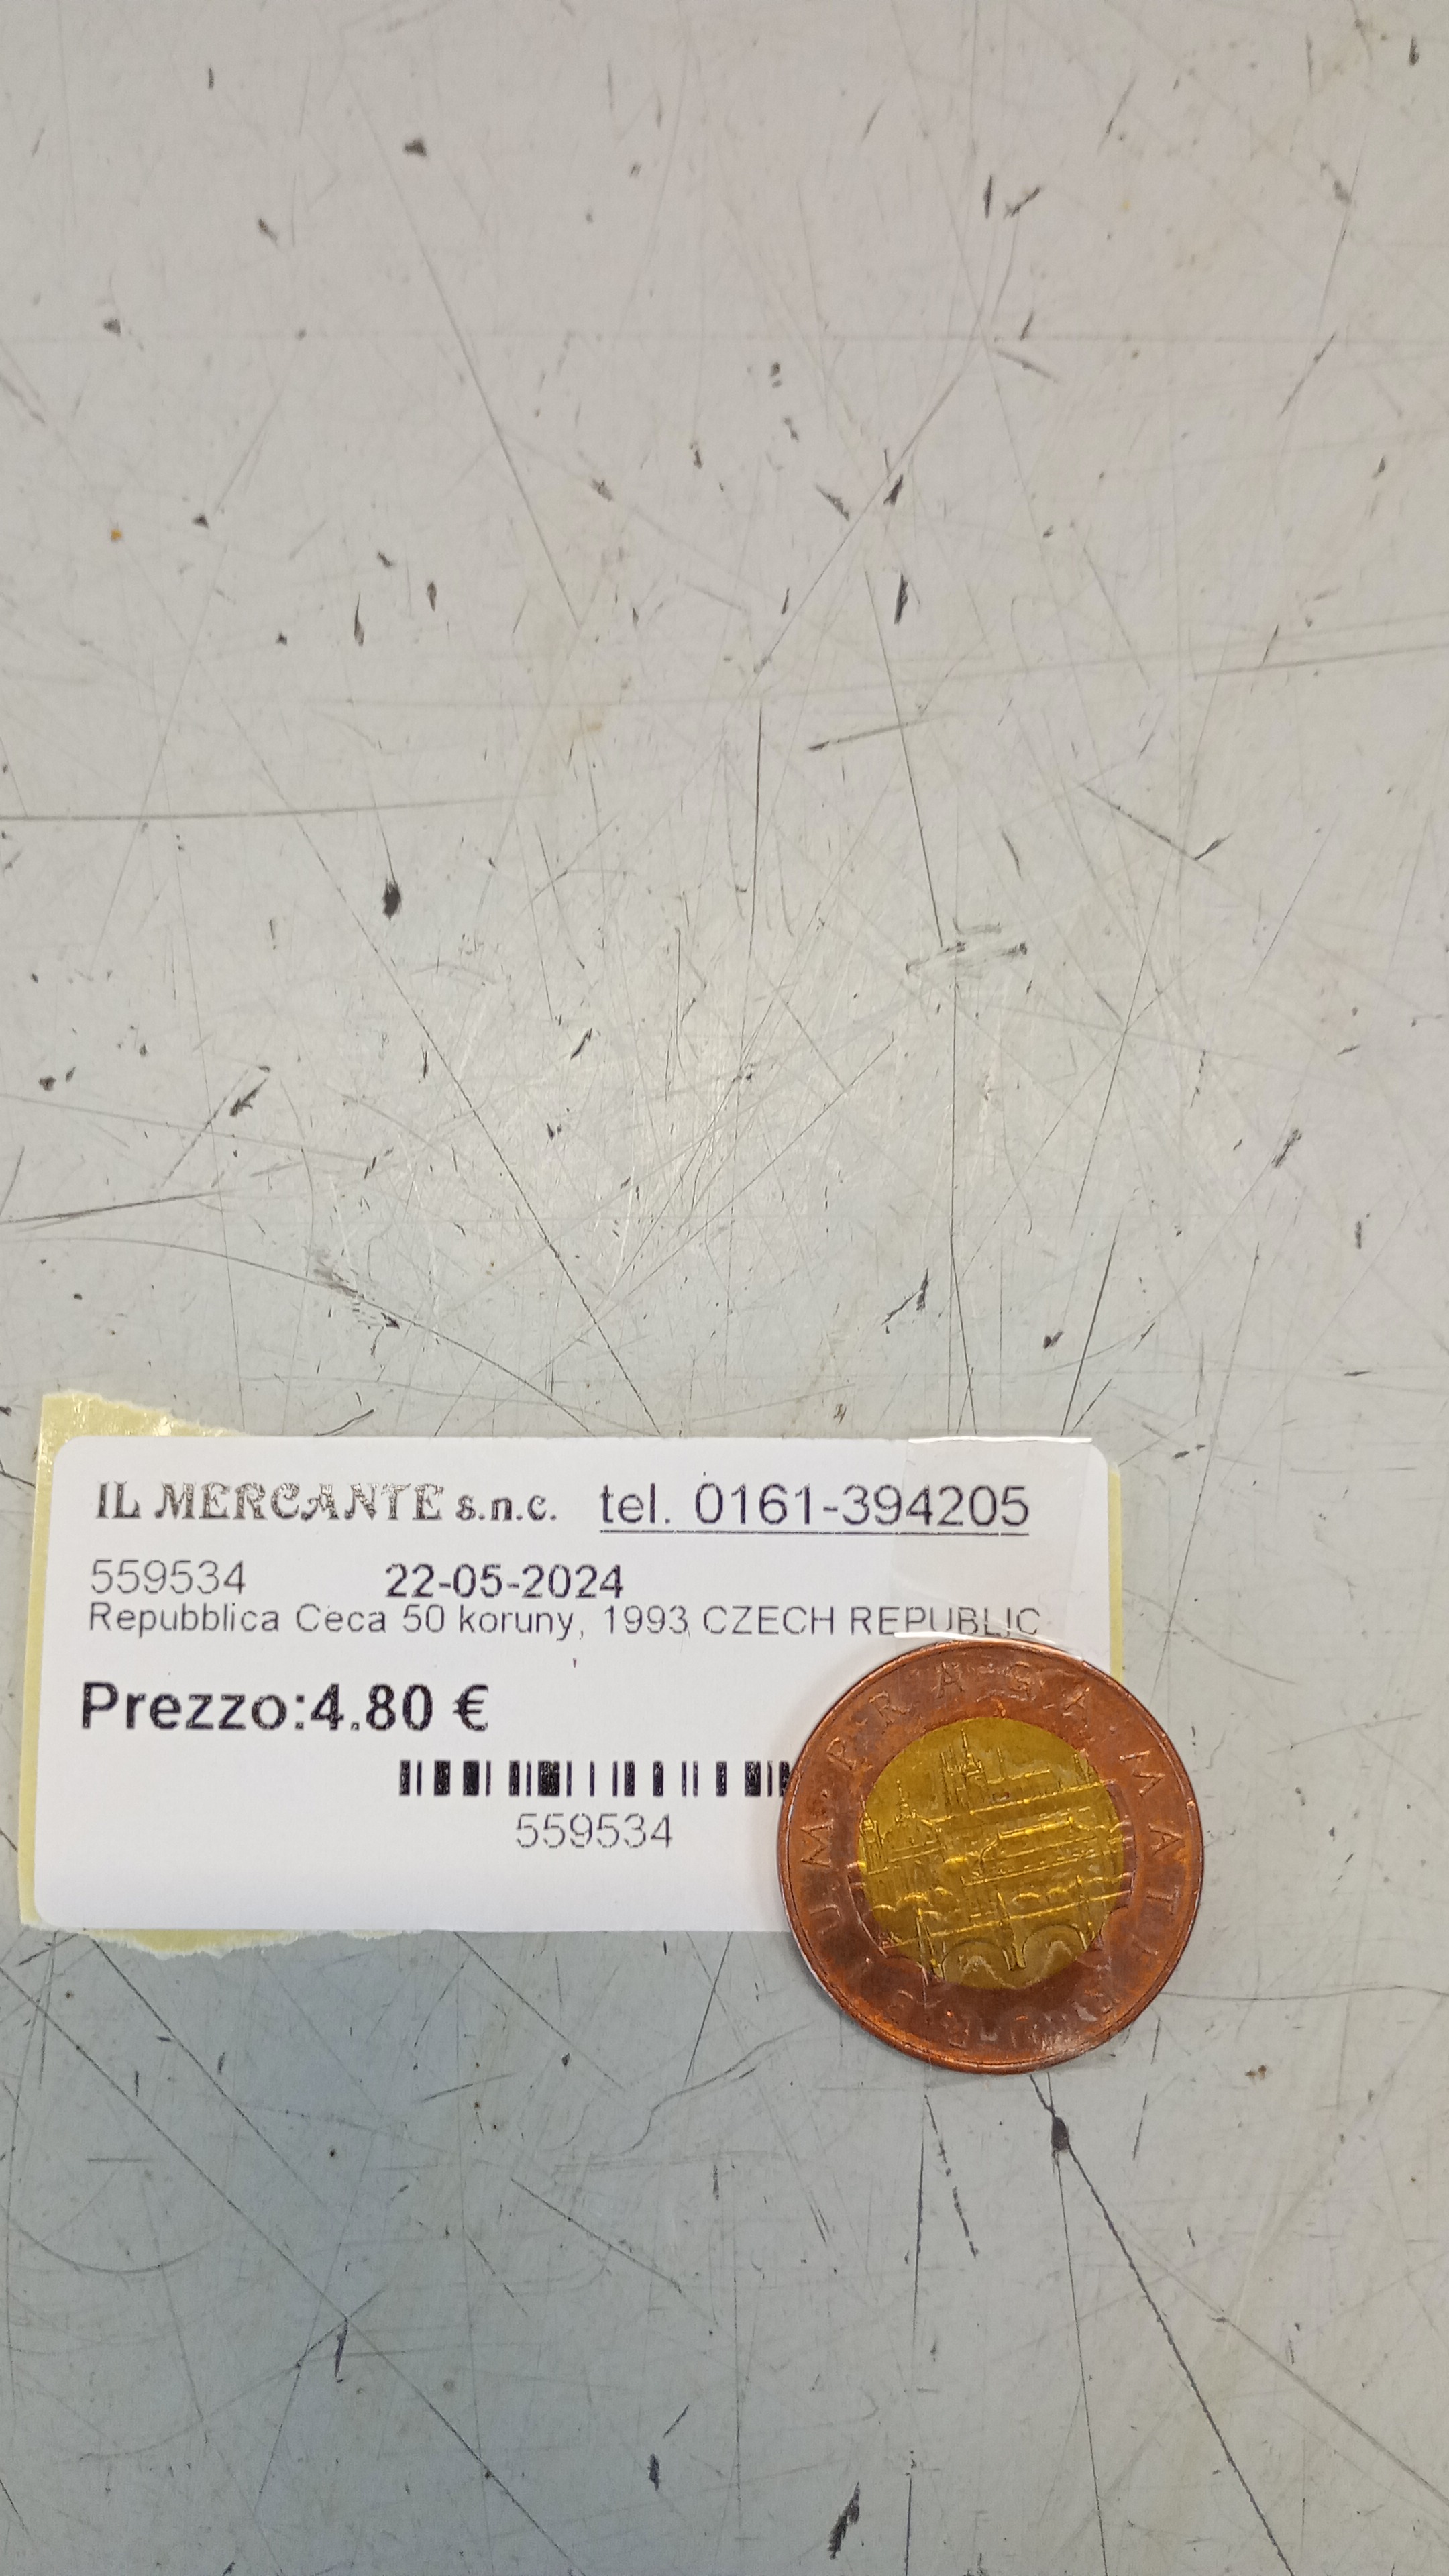 IL MERCANTE s.n.c. tel. 0161-394205
559534 22-05-2024
Repubblica Ceca 50 koruny, 1993 CZECH REPUBLIC
Prezzo:4.80 €
559534
PRAGA MATER URBIUM